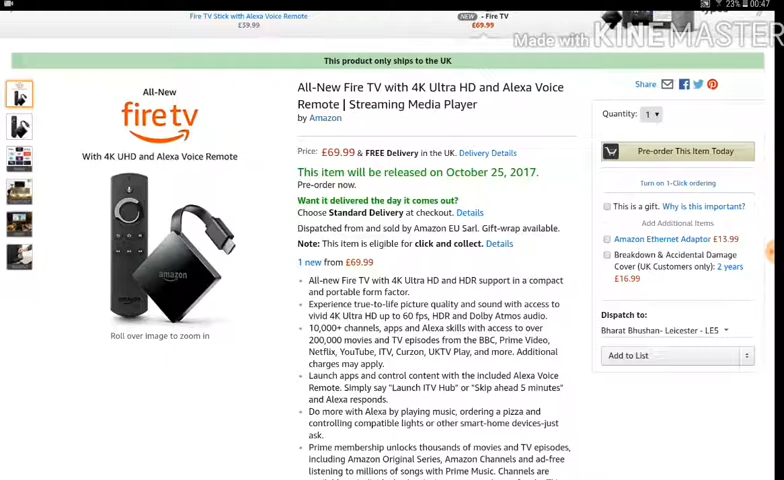 23% 00:47
Fire TV Stick with Alexa Voice Remote
£39.99
NEW - Fire TV
£69.99
Made with KINEMASTER
This product only ships to the UK
All-New
fire tv
With 4K UHD and Alexa Voice Remote
amazon
Roll over image to zoom in
All-New Fire TV with 4K Ultra HD and Alexa Voice
Remote | Streaming Media Player
by Amazon
Price: £69.99 & FREE Delivery in the UK. Delivery Details
This item will be released on October 25, 2017.
Pre-order now.
Want it delivered the day it comes out?
Choose Standard Delivery at checkout. Details
Dispatched from and sold by Amazon EU Sarl. Gift-wrap available.
Note: This item is eligible for click and collect. Details
1 new from £69.99
• All-new Fire TV with 4K Ultra HD and HDR support in a compact
and portable form factor.
• Experience true-to-life picture quality and sound with access to
vivid 4K Ultra HD up to 60 fps, HDR and Dolby Atmos audio.
• 10,000+ channels, apps and Alexa skills with access to over
200,000 movies and TV episodes from the BBC, Prime Video,
Netflix, YouTube, ITV, Curzon, UKTV Play, and more. Additional
charges may apply.
• Launch apps and control content with the included Alexa Voice
Remote. Simply say "Launch ITV Hub" or "Skip ahead 5 minutes"
and Alexa responds.
• Do more with Alexa by playing music, ordering a pizza and
controlling compatible lights or other smart-home devices-just
ask.
• Prime membership unlocks thousands of movies and TV episodes,
including Amazon Original Series, Amazon Channels and ad-free
listening to millions of songs with Prime Music. Channels are
Share
Quantity: 1
Pre-order This Item Today
Turn on 1-Click ordering
This is a gift. Why is this important?
Add Additional Items
Amazon Ethernet Adaptor £13.99
Breakdown & Accidental Damage
Cover (UK Customers only): 2 years
£16.99
Dispatch to:
Bharat Bhushan- Leicester - LE5
Add to List